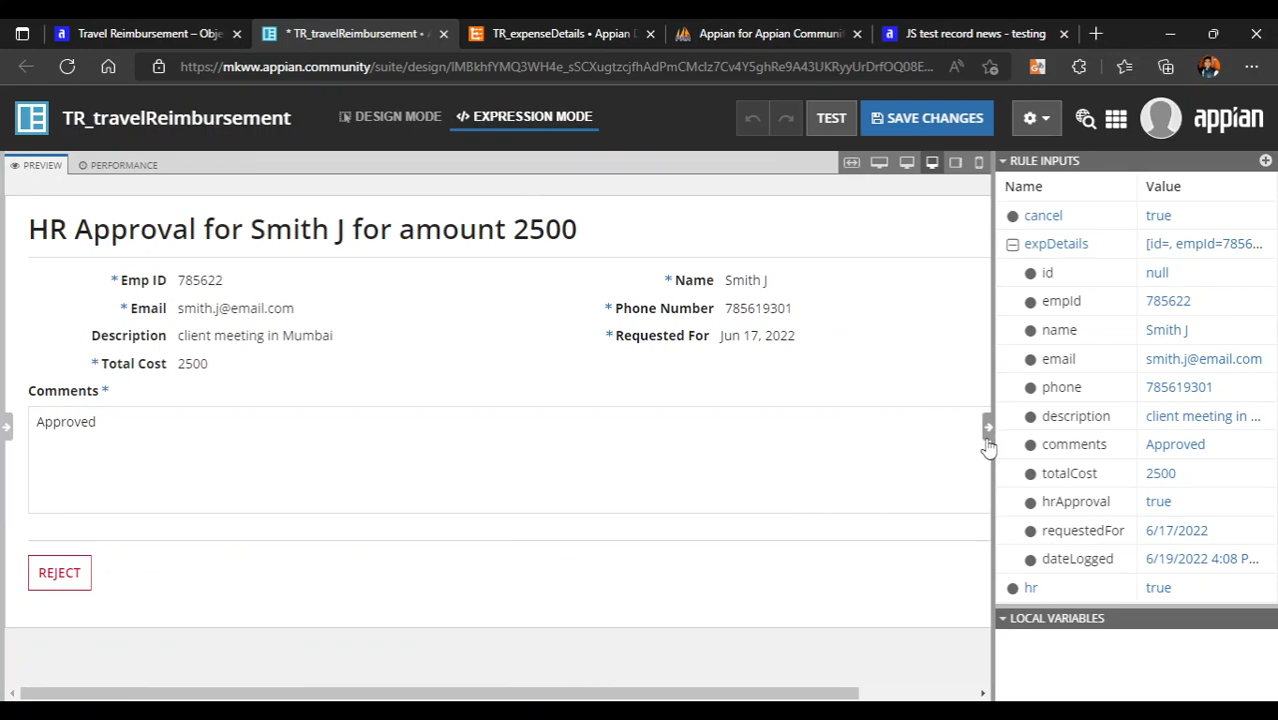 Travel Reimbursement – Obje
* TR_travelReimbursement •
TR_expenseDetails • Appian
Appian for Appian Communi
JS test record news - testing
https://mkww.appian.community/suite/design/
TR_travelReimbursement
DESIGN MODE
EXPRESSION MODE
TEST
SAVE CHANGES
appian
PREVIEW
PERFORMANCE
HR Approval for Smith J for amount 2500
* Emp ID 785622
* Name Smith J
* Email smith.j@email.com
* Phone Number 785619301
Description client meeting in Mumbai
* Requested For Jun 17, 2022
* Total Cost 2500
Comments *
Approved
REJECT
RULE INPUTS
Name Value
cancel true
expDetails [id=, empId=7856...
id null
empId 785622
name Smith J
email smith.j@email.com
phone 785619301
description client meeting in ...
comments Approved
totalCost 2500
hrApproval true
requestedFor 6/17/2022
dateLogged 6/19/2022 4:08 P...
hr true
LOCAL VARIABLES